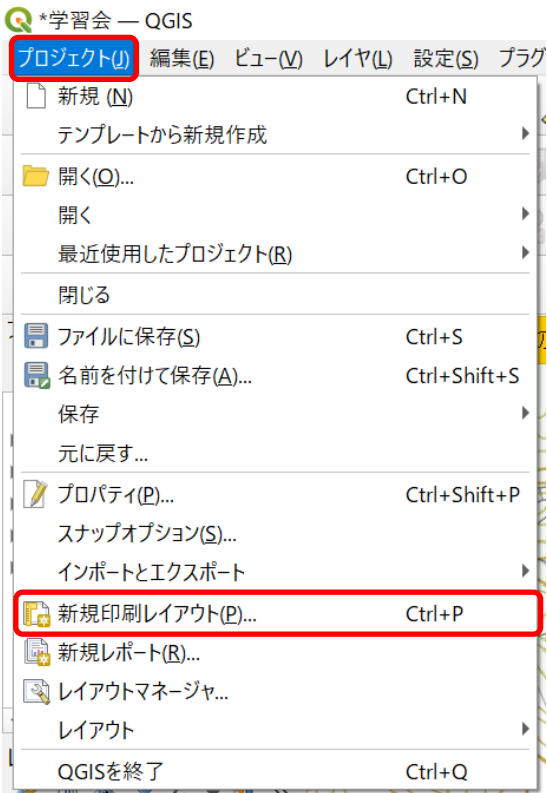 *学習会 — QGIS
プロジェクト(J) 編集(E) ビュー(V) レイヤ(L) 設定(S) プラグ
新規 (N) Ctrl+N
テンプレートから新規作成
開く(O)... Ctrl+O
開く
最近使用したプロジェクト(R)
閉じる
ファイルに保存(S) Ctrl+S
名前を付けて保存(A)... Ctrl+Shift+S
保存
元に戻す...
プロパティ(P)... Ctrl+Shift+P
スナップオプション(S)...
インポートとエクスポート
新規印刷レイアウト(P)... Ctrl+P
新規レポート(R)...
レイアウトマネージャ...
レイアウト
QGISを終了 Ctrl+Q